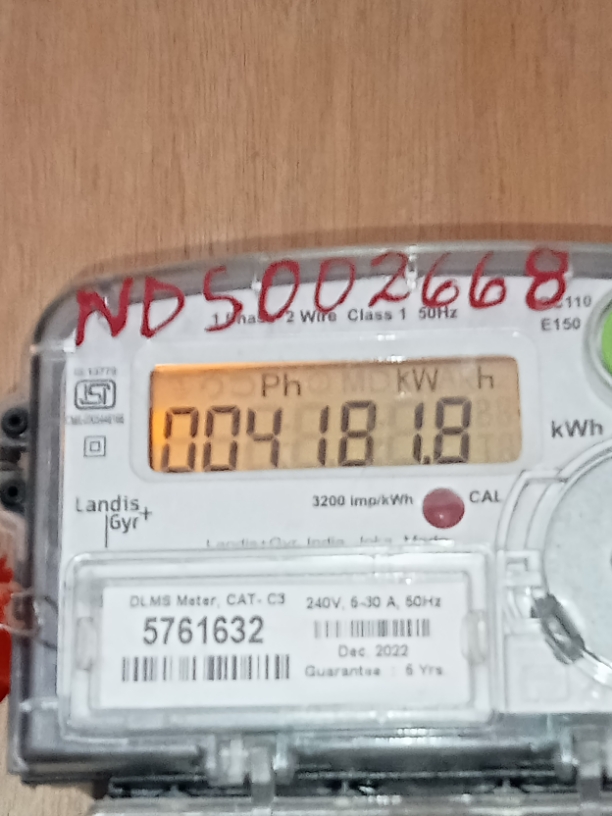 NDS002668
1 Phase 2 Wire Class 1 50Hz
E110
E150
Ph kW h
004181.8
kWh
Landis+
Gyr
3200 imp/kWh
CAL
DLMS Meter, CAT- C3
5761632
240V, 5-30 A, 50Hz
Dec. 2022
Guarantee : 5 Yrs.